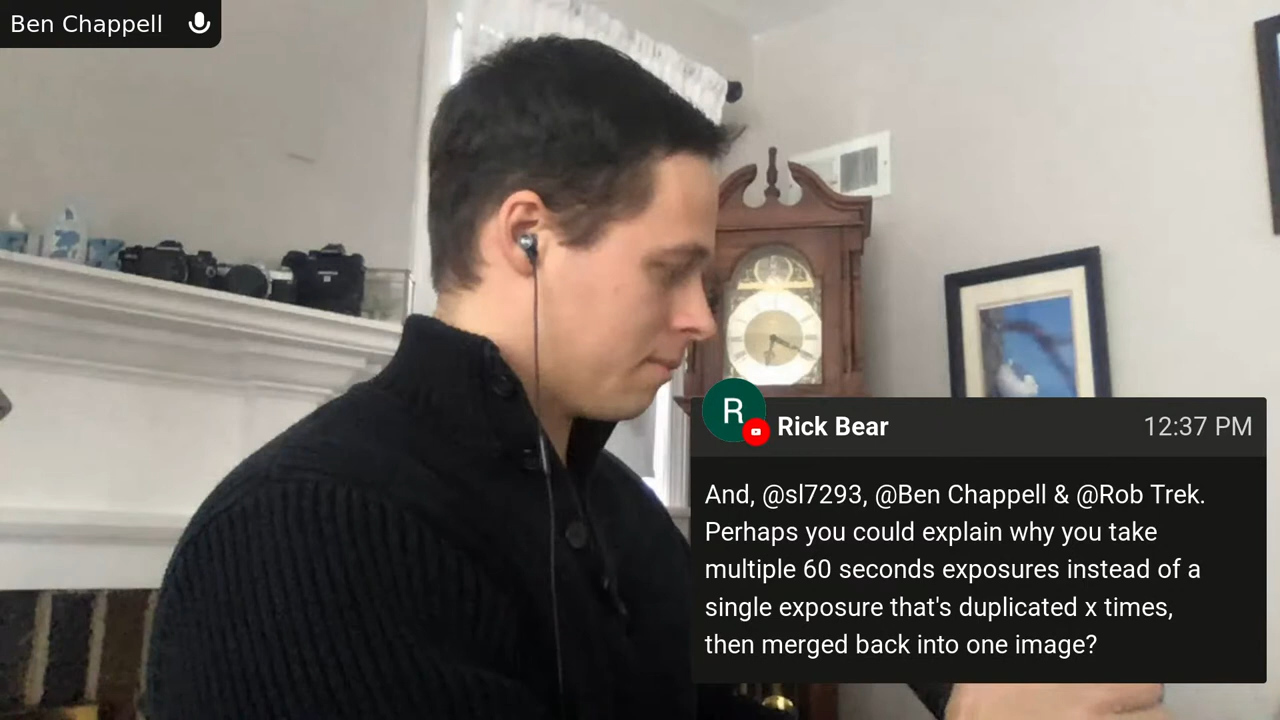 Ben Chappell
R
Rick Bear
12:37 PM
And, @sl7293, @Ben Chappell & @Rob Trek.
Perhaps you could explain why you take
multiple 60 seconds exposures instead of a
single exposure that's duplicated x times,
then merged back into one image?